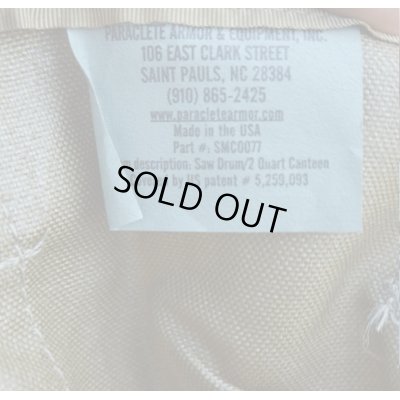 PARACLETE ARMOR & EQUIPMENT, INC.
106 EAST CLARK STREET
SAINT PAULS, NC 28384
(910) 865-2425
www.paracletearmor.com
Made in the USA
Part #: SMC0077
description: Saw Drum/2 Quart Canteen
by US patent # 5,259,093
SOLD OUT